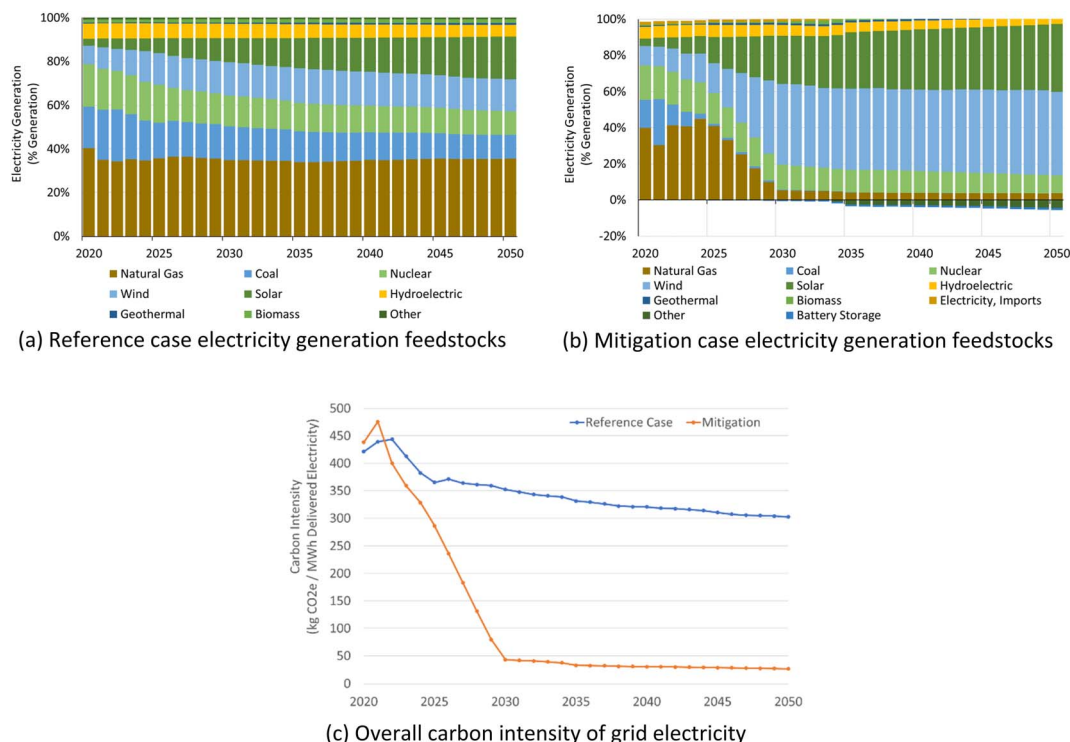 Electricity Generation
(% Generation)
100%
80%
60%
40%
20%
0%
2020 2025 2030 2035 2040 2045 2050
Natural Gas Coal Nuclear
Wind Solar Hydroelectric
Geothermal Biomass Other
(a) Reference case electricity generation feedstocks
Electricity Generation
(% Generation)
100%
80%
60%
40%
20%
0%
-20%
2020 2025 2030 2035 2040 2045 2050
Natural Gas Coal Nuclear
Wind Solar Hydroelectric
Geothermal Biomass Electricity, Imports
Other Battery Storage
(b) Mitigation case electricity generation feedstocks
Carbon Intensity
(kg CO2e / MWh Delivered Electricity)
500
450
400
350
300
250
200
150
100
50
0
Reference Case Mitigation
2020 2025 2030 2035 2040 2045 2050
(c) Overall carbon intensity of grid electricity